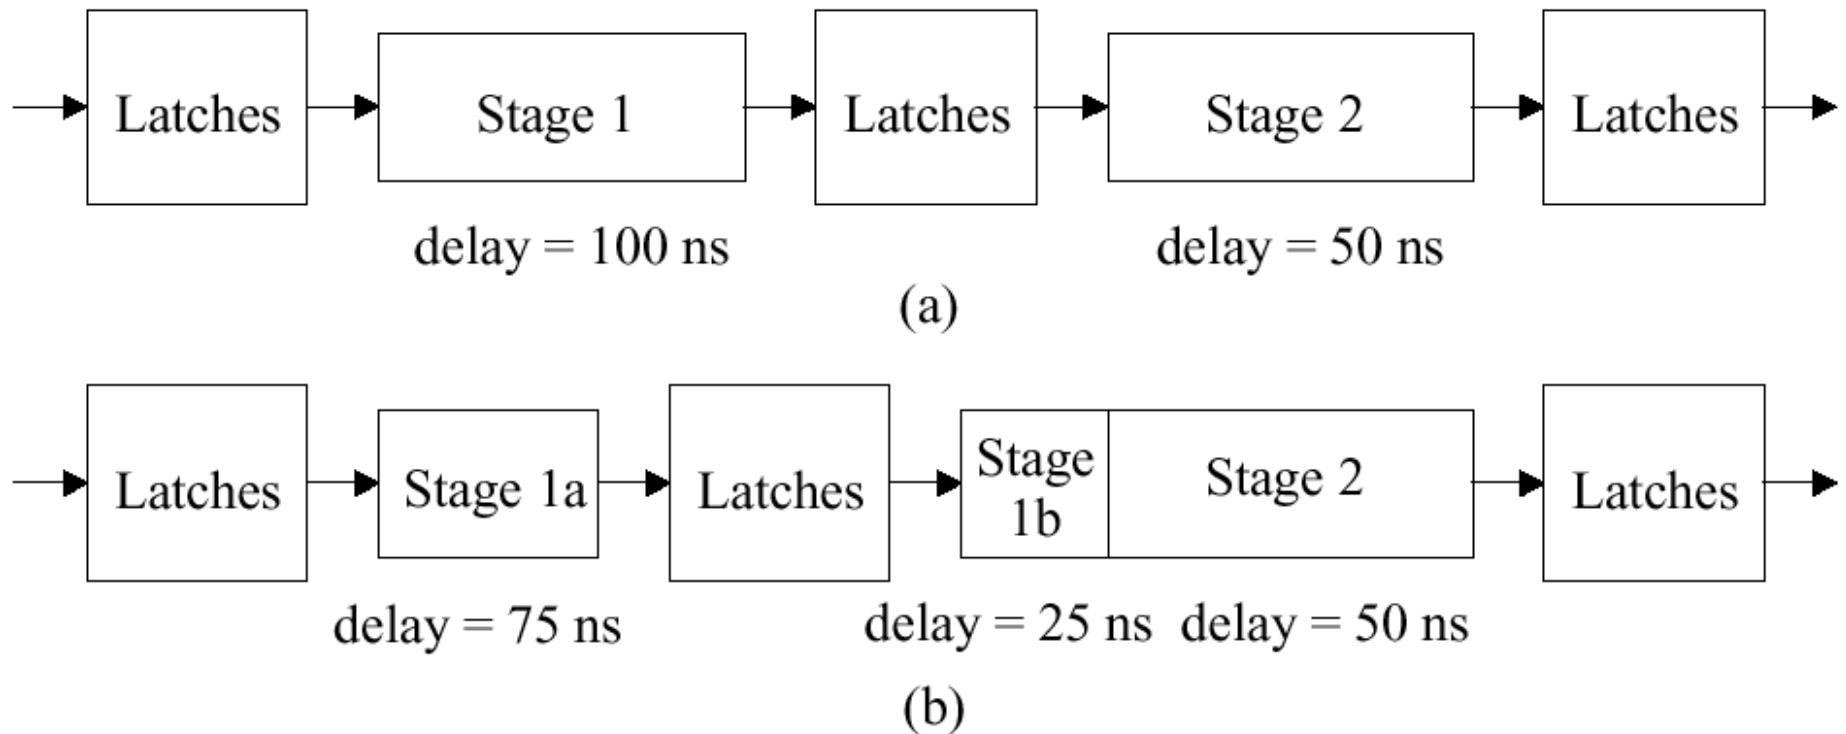 Latches Stage 1 Latches Stage 2 Latches
delay = 100 ns delay = 50 ns
(a)
Latches Stage 1a Latches Stage 1b Stage 2 Latches
delay = 75 ns delay = 25 ns delay = 50 ns
(b)